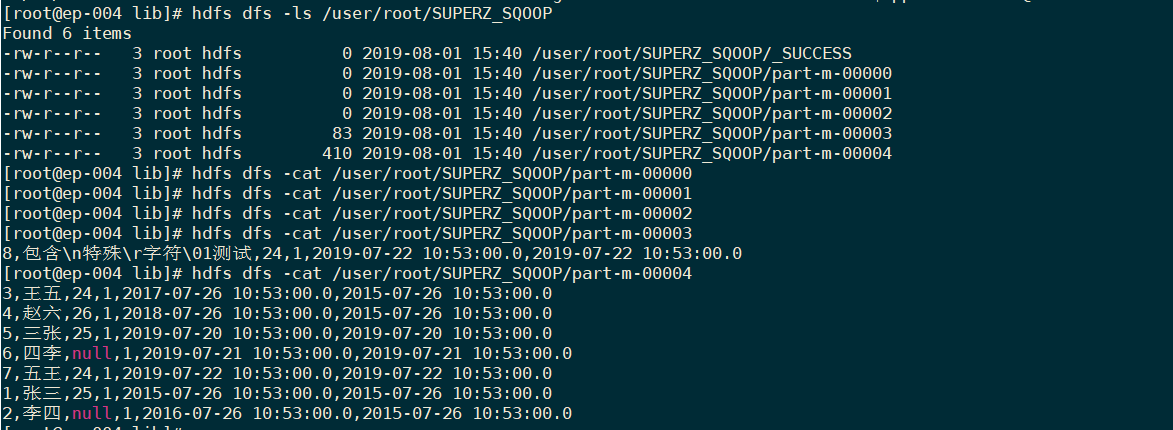 [root@ep-004 lib]# hdfs dfs -ls /user/root/SUPERZ_SQOOP
Found 6 items
-rw-r--r--   3 root hdfs          0 2019-08-01 15:40 /user/root/SUPERZ_SQOOP/_SUCCESS
-rw-r--r--   3 root hdfs          0 2019-08-01 15:40 /user/root/SUPERZ_SQOOP/part-m-00000
-rw-r--r--   3 root hdfs          0 2019-08-01 15:40 /user/root/SUPERZ_SQOOP/part-m-00001
-rw-r--r--   3 root hdfs          0 2019-08-01 15:40 /user/root/SUPERZ_SQOOP/part-m-00002
-rw-r--r--   3 root hdfs         83 2019-08-01 15:40 /user/root/SUPERZ_SQOOP/part-m-00003
-rw-r--r--   3 root hdfs        410 2019-08-01 15:40 /user/root/SUPERZ_SQOOP/part-m-00004
[root@ep-004 lib]# hdfs dfs -cat /user/root/SUPERZ_SQOOP/part-m-00000
[root@ep-004 lib]# hdfs dfs -cat /user/root/SUPERZ_SQOOP/part-m-00001
[root@ep-004 lib]# hdfs dfs -cat /user/root/SUPERZ_SQOOP/part-m-00002
[root@ep-004 lib]# hdfs dfs -cat /user/root/SUPERZ_SQOOP/part-m-00003
8,包含\n特殊\r字符\01测试,24,1,2019-07-22 10:53:00.0,2019-07-22 10:53:00.0
[root@ep-004 lib]# hdfs dfs -cat /user/root/SUPERZ_SQOOP/part-m-00004
3,王五,24,1,2017-07-26 10:53:00.0,2015-07-26 10:53:00.0
4,赵六,26,1,2018-07-26 10:53:00.0,2015-07-26 10:53:00.0
5,三张,25,1,2019-07-20 10:53:00.0,2019-07-20 10:53:00.0
6,四李,null,1,2019-07-21 10:53:00.0,2019-07-21 10:53:00.0
7,五王,24,1,2019-07-22 10:53:00.0,2019-07-22 10:53:00.0
1,张三,25,1,2015-07-26 10:53:00.0,2015-07-26 10:53:00.0
2,李四,null,1,2016-07-26 10:53:00.0,2015-07-26 10:53:00.0